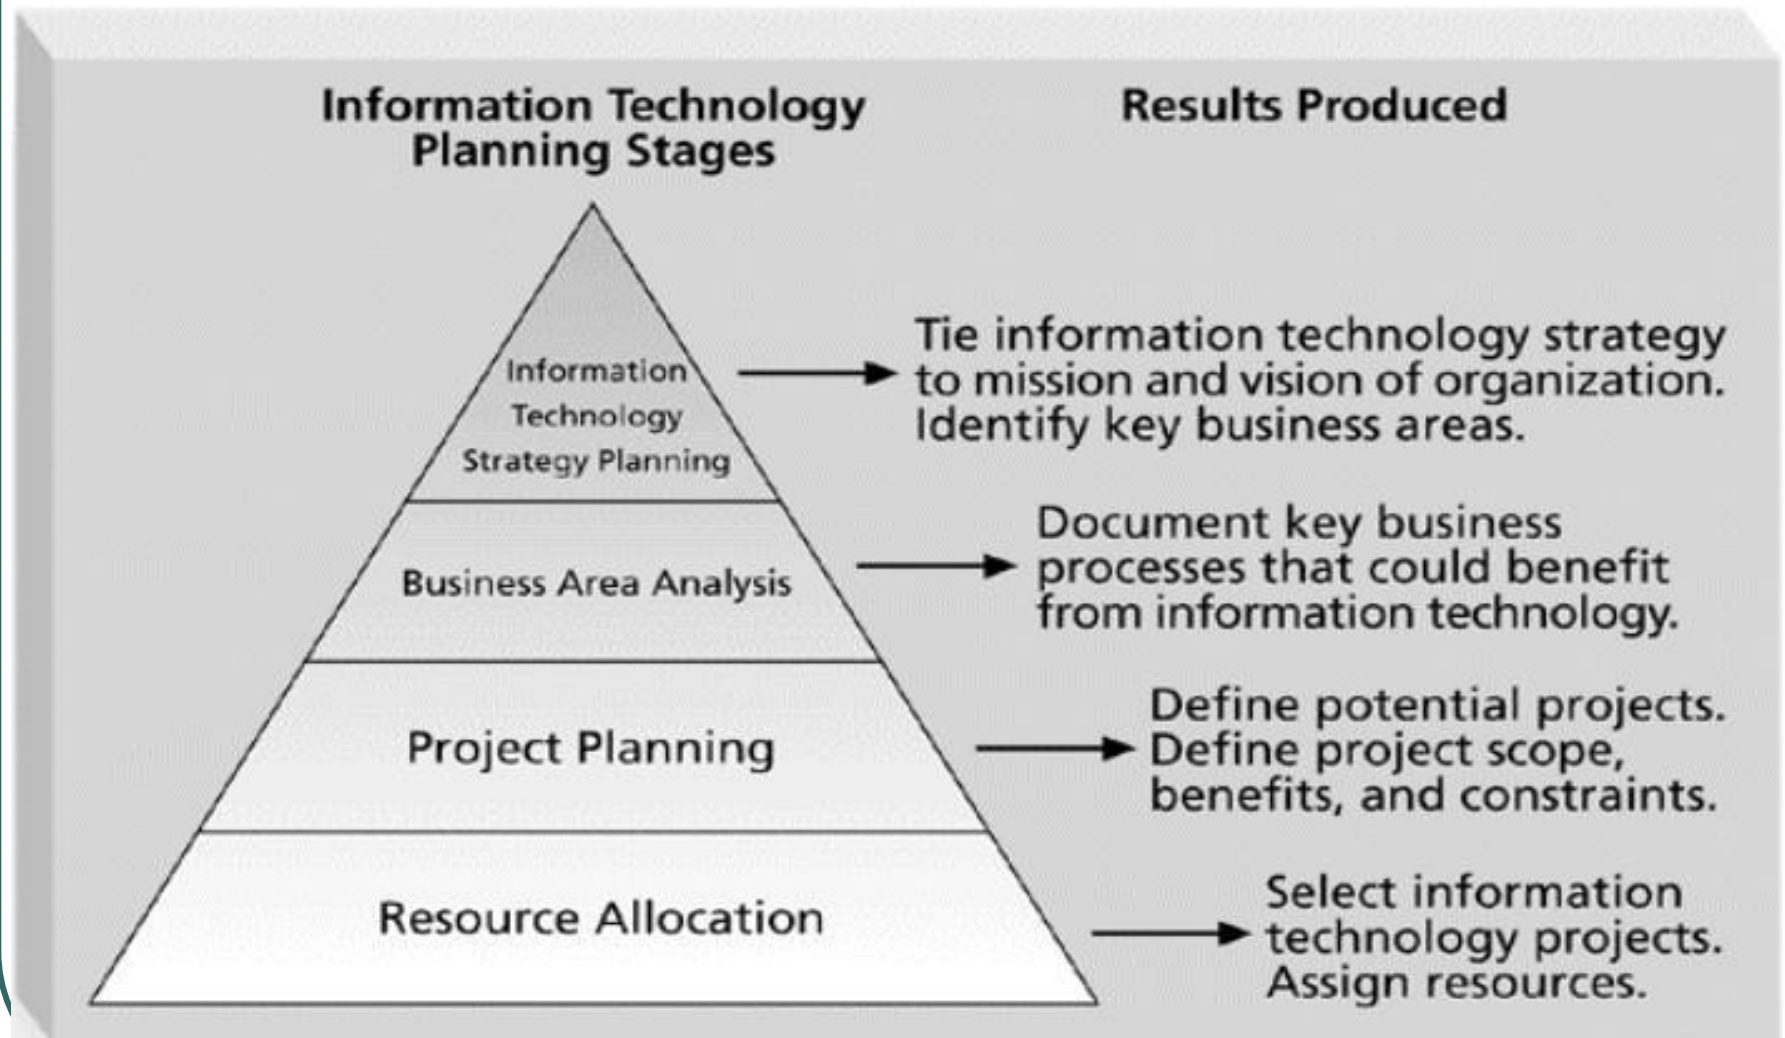 Information Technology
Planning Stages
Results Produced
Information
Technology
Strategy Planning
Tie information technology strategy
to mission and vision of organization.
Identify key business areas.
Business Area Analysis
Document key business
processes that could benefit
from information technology.
Project Planning
Define potential projects.
Define project scope,
benefits, and constraints.
Resource Allocation
Select information
technology projects.
Assign resources.